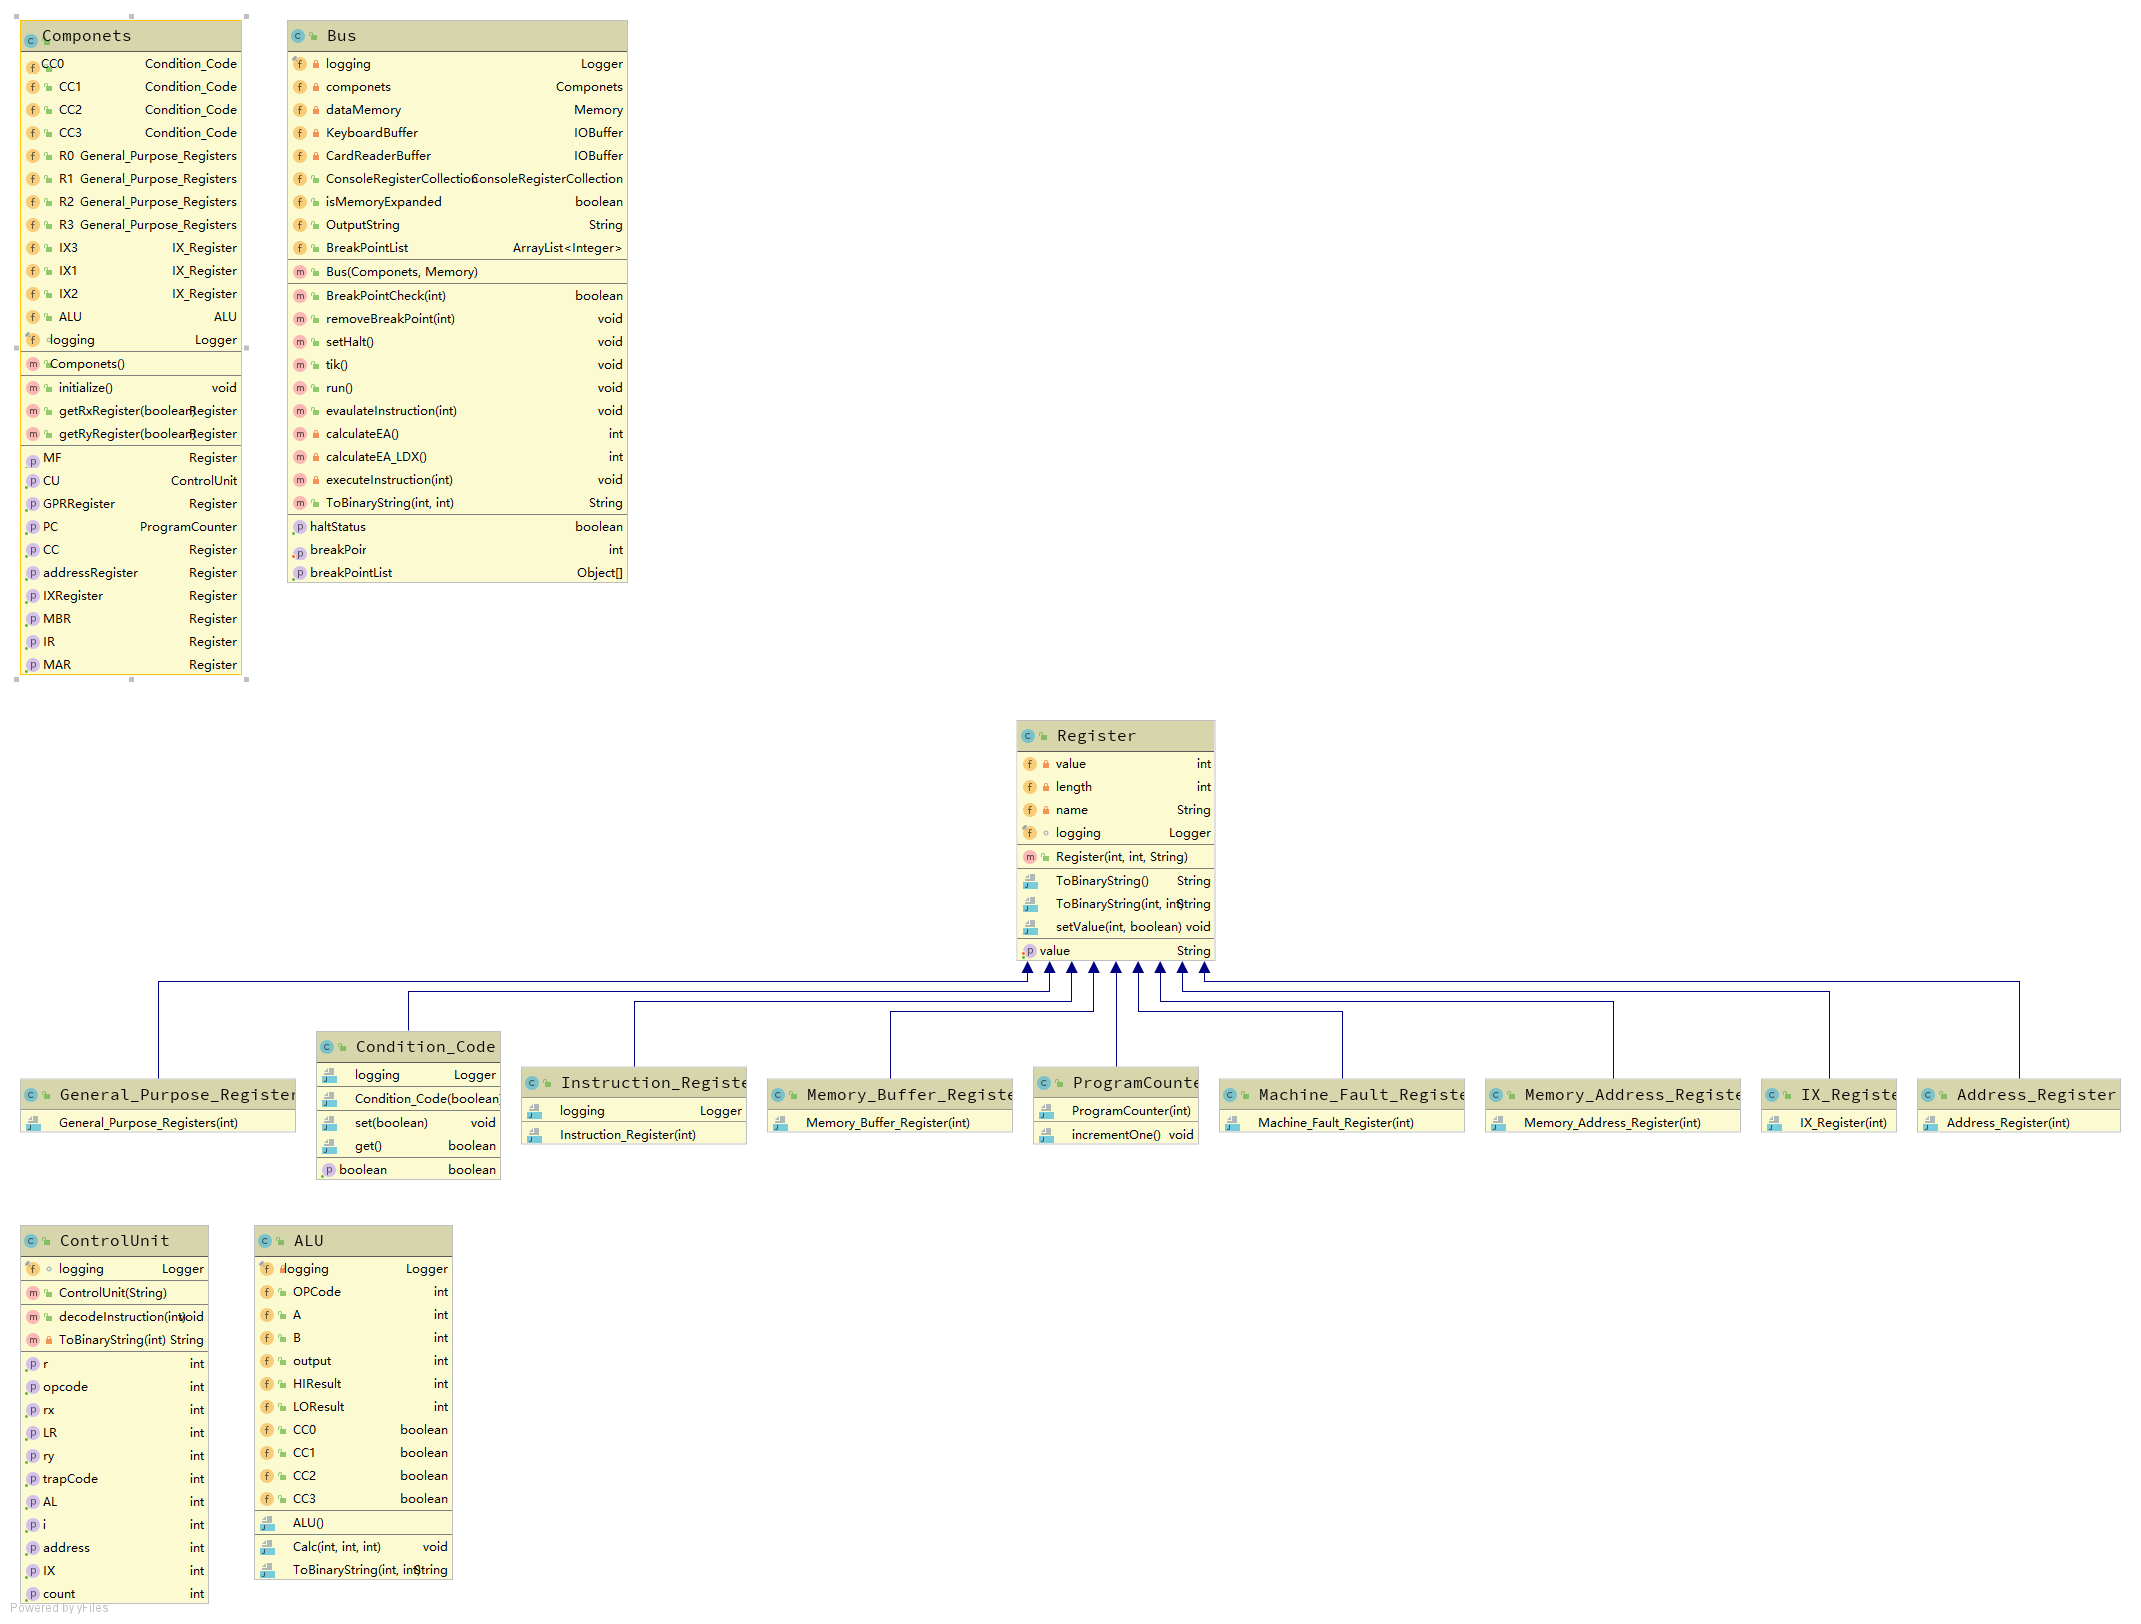 Componets
CC0 Condition_Code
CC1 Condition_Code
CC2 Condition_Code
CC3 Condition_Code
R0 General_Purpose_Registers
R1 General_Purpose_Registers
R2 General_Purpose_Registers
R3 General_Purpose_Registers
IX3 IX_Register
IX1 IX_Register
IX2 IX_Register
ALU ALU
logging Logger
Componets()
initialize() void
getRxRegister(boolean) Register
getRyRegister(boolean) Register
MF Register
CU ControlUnit
GPRRegister Register
PC ProgramCounter
CC Register
addressRegister Register
IXRegister Register
MBR Register
IR Register
MAR Register
Bus
logging Logger
componets Componets
dataMemory Memory
KeyboardBuffer IOBuffer
CardReaderBuffer IOBuffer
ConsoleRegisterCollection ConsoleRegisterCollection
isMemoryExpanded boolean
OutputString String
BreakPointList ArrayList<Integer>
Bus(Componets, Memory)
BreakPointCheck(int) boolean
removeBreakPoint(int) void
setHalt() void
tik() void
run() void
evaulateInstruction(int) void
calculateEA() int
calculateEA_LDX() int
executeInstruction(int) void
ToBinaryString(int, int) String
haltStatus boolean
breakPoir int
breakPointList Object[]
Register
value int
length int
name String
logging Logger
Register(int, int, String)
ToBinaryString() String
ToBinaryString(int, int) String
setValue(int, boolean) void
value String
General_Purpose_Register
General_Purpose_Registers(int)
Condition_Code
logging Logger
Condition_Code(boolean
set(boolean) void
get() boolean
boolean boolean
Instruction_Registe
logging Logger
Instruction_Register(int)
Memory_Buffer_Registe
Memory_Buffer_Register(int)
ProgramCounte
ProgramCounter(int)
incrementOne() void
Machine_Fault_Registe
Machine_Fault_Register(int)
Memory_Address_Registe
Memory_Address_Register(int)
IX_Registe
IX_Register(int)
Address_Register
Address_Register(int)
ControlUnit
logging Logger
ControlUnit(String)
decodeInstruction(int) void
ToBinaryString(int) String
r int
opcode int
rx int
LR int
ry int
trapCode int
AL int
i int
address int
IX int
count int
ALU
logging Logger
OPCode int
A int
B int
output int
HIResult int
LOResult int
CC0 boolean
CC1 boolean
CC2 boolean
CC3 boolean
ALU()
Calc(int, int, int) void
ToBinaryString(int, int) String
Powered by yFiles